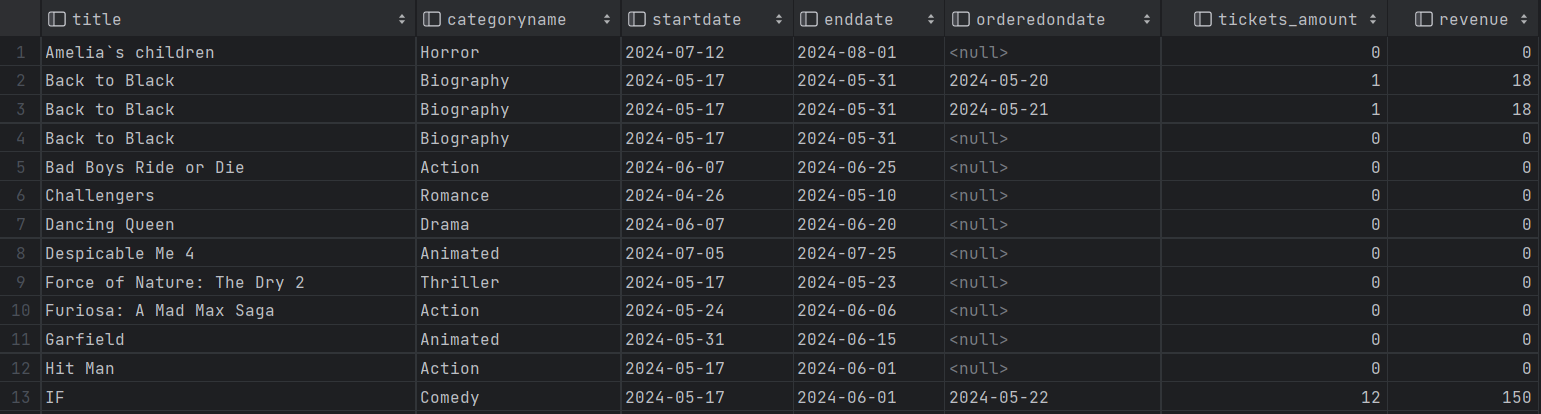 title categoryname startdate enddate orderedondate tickets_amount revenue
1 Amelia`s children Horror 2024-07-12 2024-08-01 <null> 0 0
2 Back to Black Biography 2024-05-17 2024-05-31 2024-05-20 1 18
3 Back to Black Biography 2024-05-17 2024-05-31 2024-05-21 1 18
4 Back to Black Biography 2024-05-17 2024-05-31 <null> 0 0
5 Bad Boys Ride or Die Action 2024-06-07 2024-06-25 <null> 0 0
6 Challengers Romance 2024-04-26 2024-05-10 <null> 0 0
7 Dancing Queen Drama 2024-06-07 2024-06-20 <null> 0 0
8 Despicable Me 4 Animated 2024-07-05 2024-07-25 <null> 0 0
9 Force of Nature: The Dry 2 Thriller 2024-05-17 2024-05-23 <null> 0 0
10 Furiosa: A Mad Max Saga Action 2024-05-24 2024-06-06 <null> 0 0
11 Garfield Animated 2024-05-31 2024-06-15 <null> 0 0
12 Hit Man Action 2024-05-17 2024-06-01 <null> 0 0
13 IF Comedy 2024-05-17 2024-06-01 2024-05-22 12 150